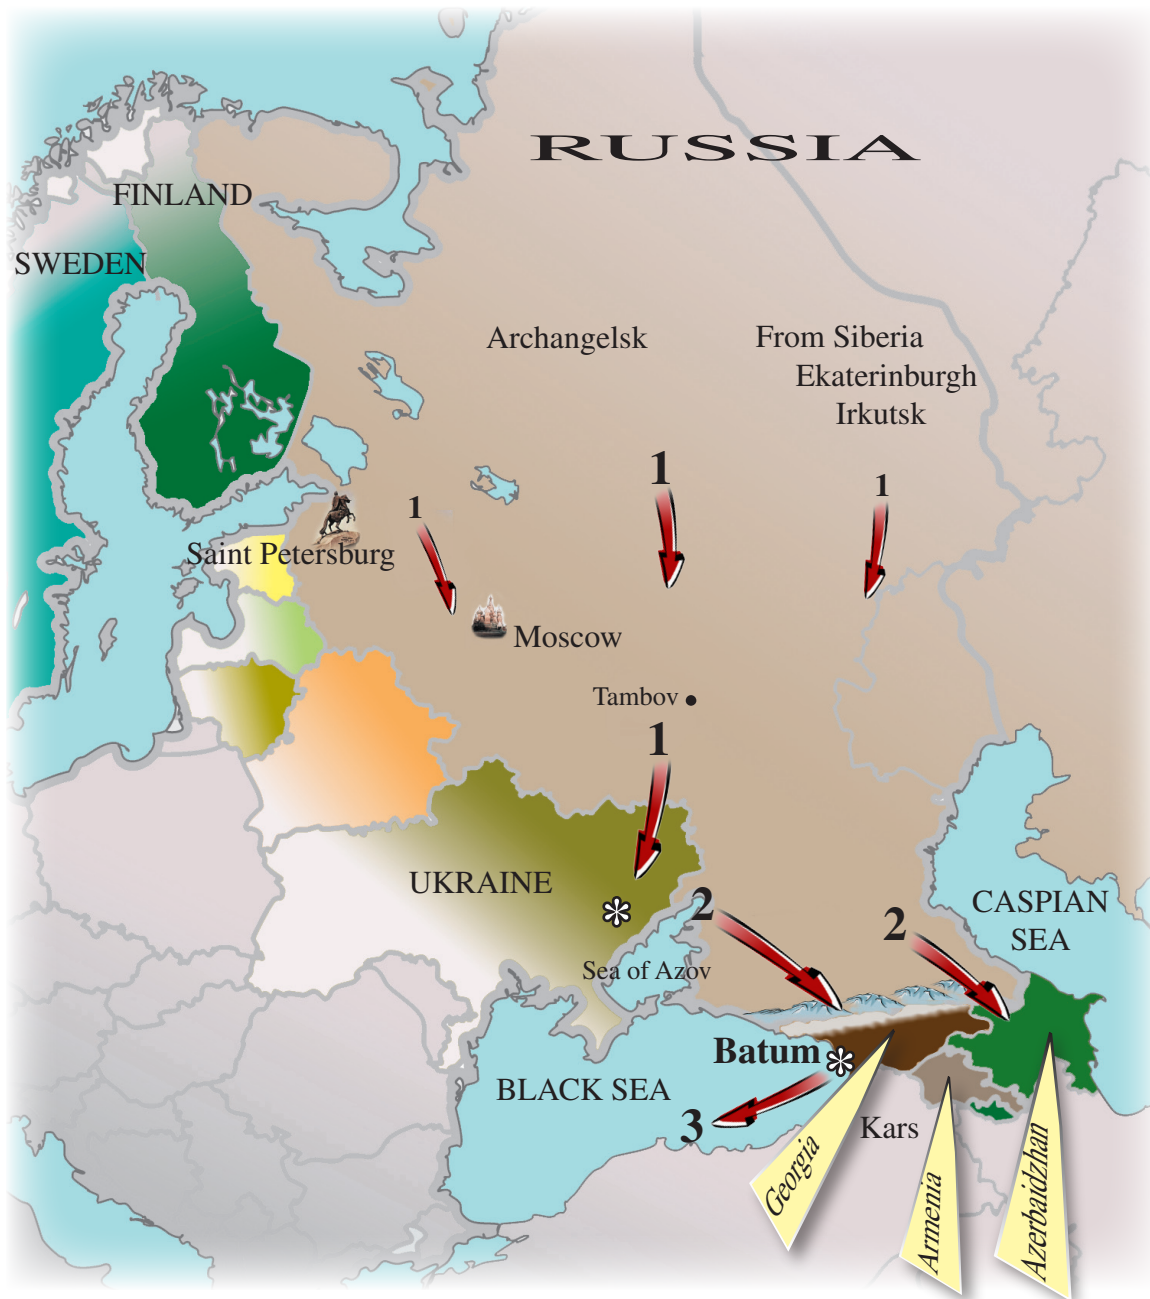 RUSSIA
FINLAND
SWEDEN
Archangelsk
From Siberia
Ekaterinburgh
Irkutsk
1
1
1
Saint Petersburg
Moscow
Tambov
1
UKRAINE
2
2
CASPIAN
SEA
Sea of Azov
Batum
BLACK SEA
3
Kars
Georgia
Armenia
Azerbaidzhan